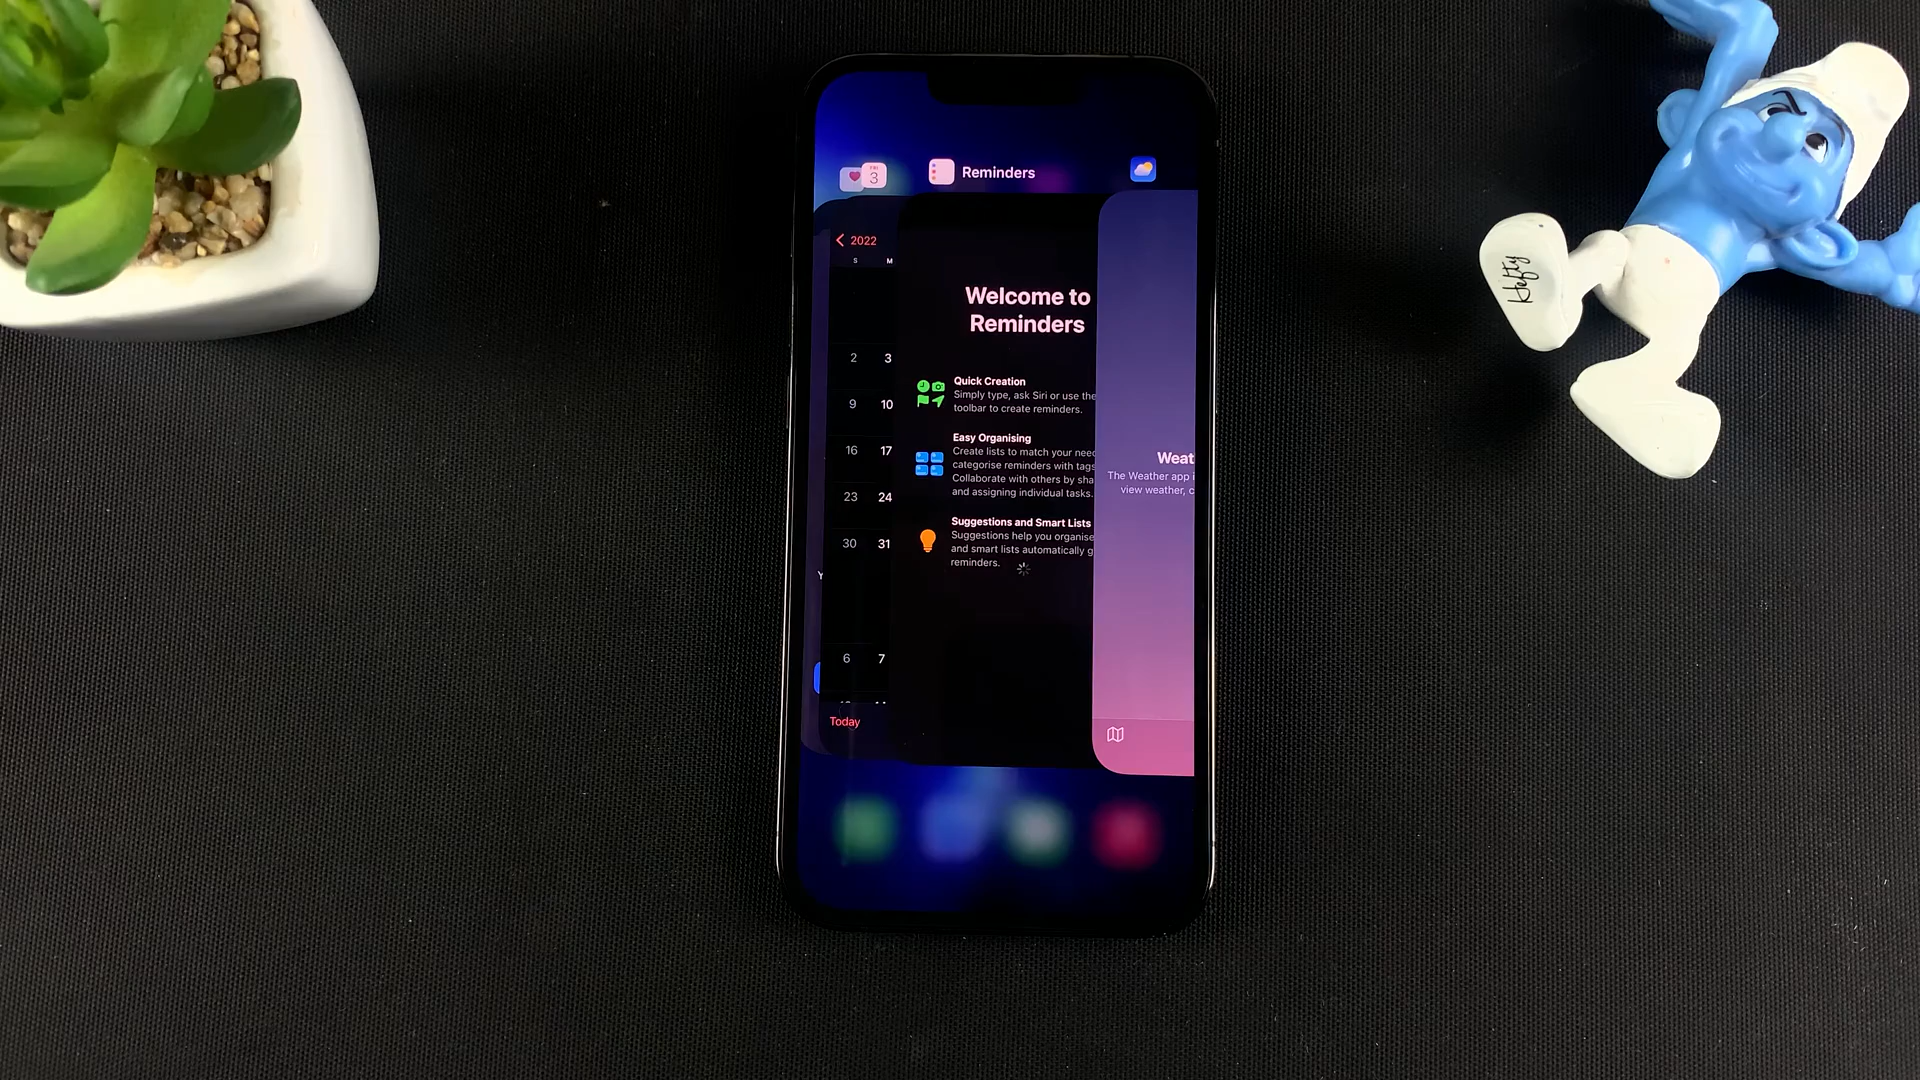 FRI
3
Reminders
2022
S M
2 3
9 10
16 17
23 24
30 31
Y
6 7
Today
Welcome to
Reminders
Quick Creation
Simply type, ask Siri or use the
toolbar to create reminders.
Easy Organising
Create lists to match your nee
categorise reminders with tags
Collaborate with others by sha
and assigning individual tasks.
Suggestions and Smart Lists
Suggestions help you organise
and smart lists automatically g
reminders.
Weat
The Weather app i
view weather, c
Hefty